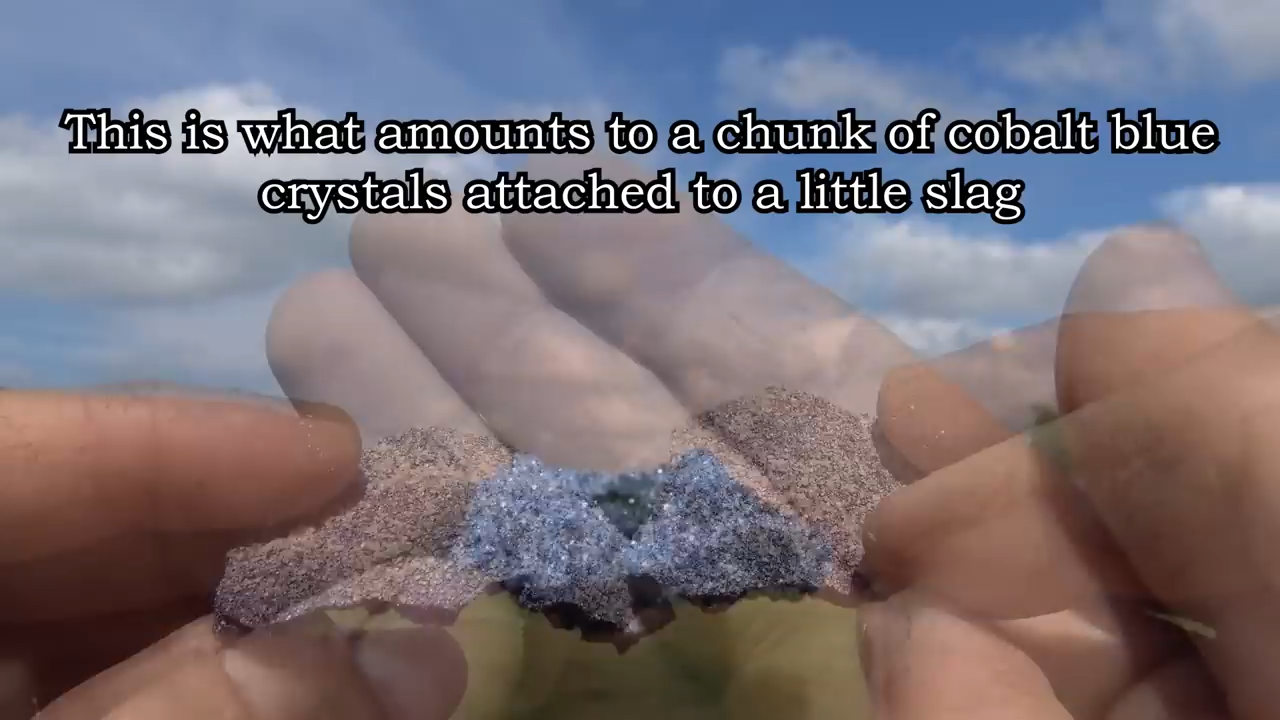 This is what amounts to a chunk of cobalt blue
crystals attached to a little slag